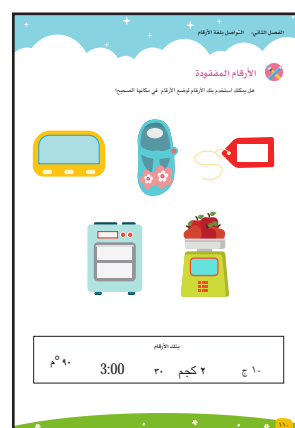 الفصل الثاني: التواصل بلغة الأرقام
الأرقام المفقودة
هل يمكنك استخدم بنك الأرقام لوضع الأرقام في مكانها الصحيح؟
بنك الأرقام
١٠ ج ٢ كجم ٣٠ 3:00 ٩٠ °م
١١٠